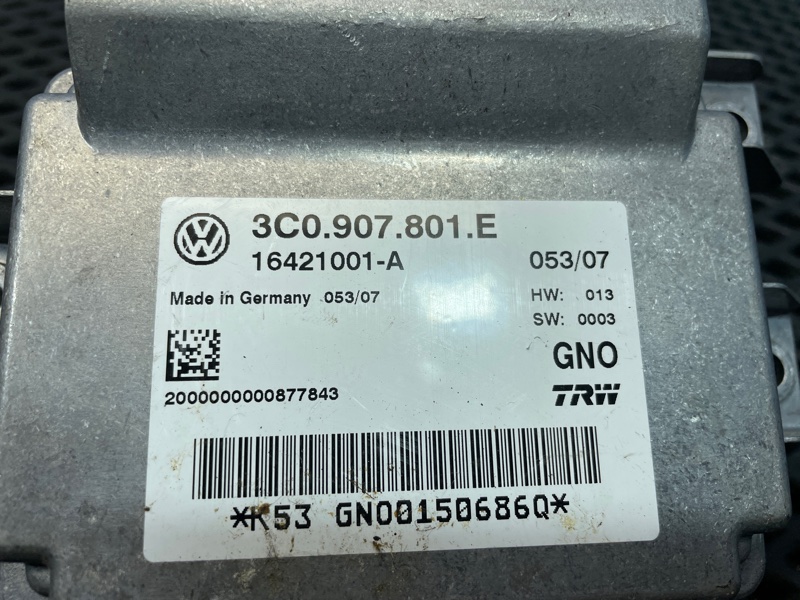 3C0.907.801.E
16421001-A 053/07
Made in Germany 053/07 HW: 013
SW: 0003
GNO
TRW
2000000000877843
*K53 GNO0150686Q*